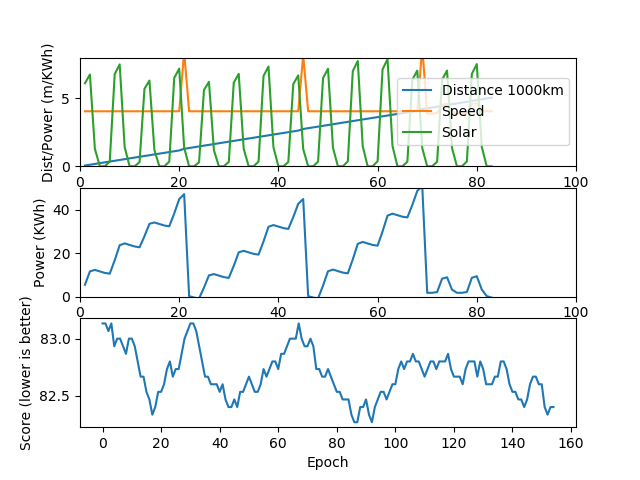 Dist/Power (m/KWh)
5
0
Distance 1000km
Speed
Solar
0 20 40 60 80 100
Power (KWh)
40
20
0
0 20 40 60 80 100
Score (lower is better)
83.0
82.5
0 20 40 60 80 100 120 140 160
Epoch